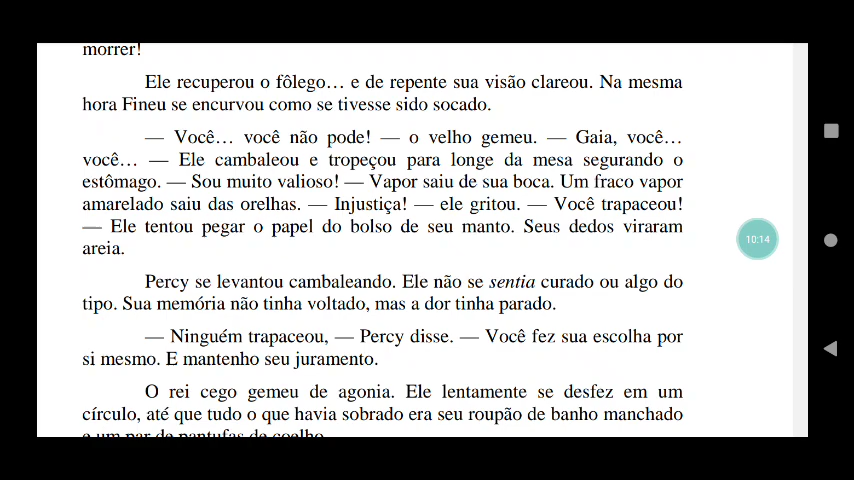 morrer!
Ele recuperou o fôlego… e de repente sua visão clareou. Na mesma
hora Fineu se encurvou como se tivesse sido socado.
— Você… você não pode! — o velho gemeu. — Gaia, você…
você… — Ele cambaleou e tropeçou para longe da mesa segurando o
estômago. — Sou muito valioso! — Vapor saiu de sua boca. Um fraco vapor
amarelado saiu das orelhas. — Injustiça! — ele gritou. — Você trapaceou!
— Ele tentou pegar o papel do bolso de seu manto. Seus dedos viraram
areia.
10:14
Percy se levantou cambaleando. Ele não se sentia curado ou algo do
tipo. Sua memória não tinha voltado, mas a dor tinha parado.
— Ninguém trapaceou, — Percy disse. — Você fez sua escolha por
si mesmo. E mantenho seu juramento.
O rei cego gemeu de agonia. Ele lentamente se desfez em um
círculo, até que tudo o que havia sobrado era seu roupão de banho manchado
e um par de pantufas de coelho.